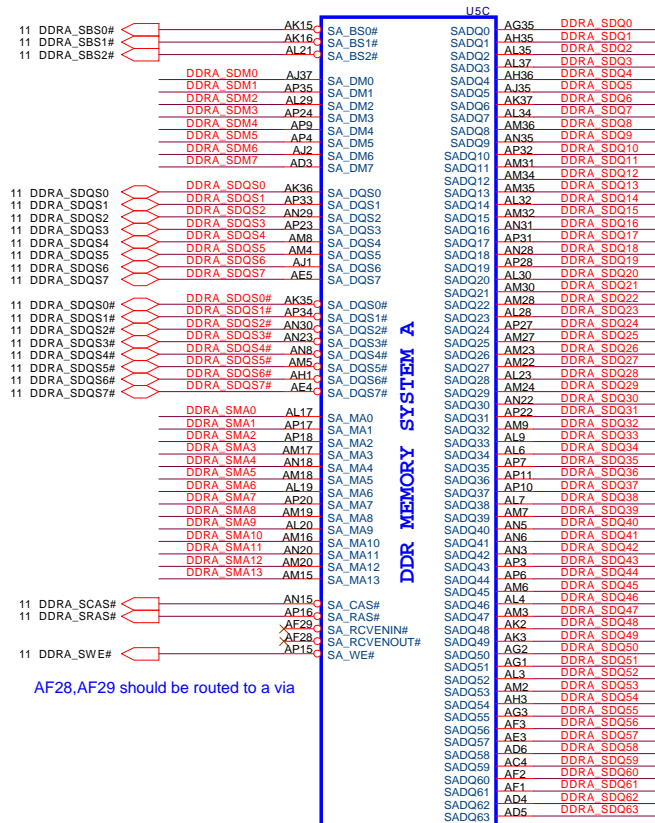 U5C
11 DDRA_SBS0# AK15 SA_BS0#
11 DDRA_SBS1# AK16 SA_BS1#
11 DDRA_SBS2# AL21 SA_BS2#
DDRA_SDM0 AJ37 SA_DM0
DDRA_SDM1 AP35 SA_DM1
DDRA_SDM2 AL29 SA_DM2
DDRA_SDM3 AP24 SA_DM3
DDRA_SDM4 AP9 SA_DM4
DDRA_SDM5 AP4 SA_DM5
DDRA_SDM6 AJ2 SA_DM6
DDRA_SDM7 AD3 SA_DM7
11 DDRA_SDQS0 DDRA_SDQS0 AK36 SA_DQS0
11 DDRA_SDQS1 DDRA_SDQS1 AP33 SA_DQS1
11 DDRA_SDQS2 DDRA_SDQS2 AN29 SA_DQS2
11 DDRA_SDQS3 DDRA_SDQS3 AP23 SA_DQS3
11 DDRA_SDQS4 DDRA_SDQS4 AM8 SA_DQS4
11 DDRA_SDQS5 DDRA_SDQS5 AM4 SA_DQS5
11 DDRA_SDQS6 DDRA_SDQS6 AJ1 SA_DQS6
11 DDRA_SDQS7 DDRA_SDQS7 AE5 SA_DQS7
11 DDRA_SDQS0# DDRA_SDQS0# AK35 SA_DQS0#
11 DDRA_SDQS1# DDRA_SDQS1# AP34 SA_DQS1#
11 DDRA_SDQS2# DDRA_SDQS2# AN30 SA_DQS2#
11 DDRA_SDQS3# DDRA_SDQS3# AN23 SA_DQS3#
11 DDRA_SDQS4# DDRA_SDQS4# AN8 SA_DQS4#
11 DDRA_SDQS5# DDRA_SDQS5# AM5 SA_DQS5#
11 DDRA_SDQS6# DDRA_SDQS6# AH1 SA_DQS6#
11 DDRA_SDQS7# DDRA_SDQS7# AE4 SA_DQS7#
DDRA_SMA0 AL17 SA_MA0
DDRA_SMA1 AP17 SA_MA1
DDRA_SMA2 AP18 SA_MA2
DDRA_SMA3 AM17 SA_MA3
DDRA_SMA4 AN18 SA_MA4
DDRA_SMA5 AM18 SA_MA5
DDRA_SMA6 AL19 SA_MA6
DDRA_SMA7 AP20 SA_MA7
DDRA_SMA8 AM19 SA_MA8
DDRA_SMA9 AL20 SA_MA9
DDRA_SMA10 AM16 SA_MA10
DDRA_SMA11 AN20 SA_MA11
DDRA_SMA12 AM20 SA_MA12
DDRA_SMA13 AM15 SA_MA13
11 DDRA_SCAS# AN15 SA_CAS#
11 DDRA_SRAS# AP16 SA_RAS#
AF29 SA_RCVENIN#
AF28 SA_RCVENOUT#
11 DDRA_SWE# AP15 SA_WE#
AF28,AF29 should be routed to a via
DDR MEMORY SYSTEM A
SADQ0 AG35 DDRA_SDQ0
SADQ1 AH35 DDRA_SDQ1
SADQ2 AL35 DDRA_SDQ2
SADQ3 AL37 DDRA_SDQ3
SADQ4 AH36 DDRA_SDQ4
SADQ5 AJ35 DDRA_SDQ5
SADQ6 AK37 DDRA_SDQ6
SADQ7 AL34 DDRA_SDQ7
SADQ8 AM36 DDRA_SDQ8
SADQ9 AN35 DDRA_SDQ9
SADQ10 AP32 DDRA_SDQ10
SADQ11 AM31 DDRA_SDQ11
SADQ12 AM34 DDRA_SDQ12
SADQ13 AM35 DDRA_SDQ13
SADQ14 AL32 DDRA_SDQ14
SADQ15 AM32 DDRA_SDQ15
SADQ16 AN31 DDRA_SDQ16
SADQ17 AP31 DDRA_SDQ17
SADQ18 AN28 DDRA_SDQ18
SADQ19 AP28 DDRA_SDQ19
SADQ20 AL30 DDRA_SDQ20
SADQ21 AM30 DDRA_SDQ21
SADQ22 AM28 DDRA_SDQ22
SADQ23 AL28 DDRA_SDQ23
SADQ24 AP27 DDRA_SDQ24
SADQ25 AM27 DDRA_SDQ25
SADQ26 AM23 DDRA_SDQ26
SADQ27 AM22 DDRA_SDQ27
SADQ28 AL23 DDRA_SDQ28
SADQ29 AM24 DDRA_SDQ29
SADQ30 AN22 DDRA_SDQ30
SADQ31 AP22 DDRA_SDQ31
SADQ32 AM9 DDRA_SDQ32
SADQ33 AL9 DDRA_SDQ33
SADQ34 AL6 DDRA_SDQ34
SADQ35 AP7 DDRA_SDQ35
SADQ36 AP11 DDRA_SDQ36
SADQ37 AP10 DDRA_SDQ37
SADQ38 AL7 DDRA_SDQ38
SADQ39 AM7 DDRA_SDQ39
SADQ40 AN5 DDRA_SDQ40
SADQ41 AN6 DDRA_SDQ41
SADQ42 AN3 DDRA_SDQ42
SADQ43 AP3 DDRA_SDQ43
SADQ44 AP6 DDRA_SDQ44
SADQ45 AM6 DDRA_SDQ45
SADQ46 AL4 DDRA_SDQ46
SADQ47 AM3 DDRA_SDQ47
SADQ48 AK2 DDRA_SDQ48
SADQ49 AK3 DDRA_SDQ49
SADQ50 AG2 DDRA_SDQ50
SADQ51 AG1 DDRA_SDQ51
SADQ52 AL3 DDRA_SDQ52
SADQ53 AM2 DDRA_SDQ53
SADQ54 AH3 DDRA_SDQ54
SADQ55 AG3 DDRA_SDQ55
SADQ56 AF3 DDRA_SDQ56
SADQ57 AE3 DDRA_SDQ57
SADQ58 AD6 DDRA_SDQ58
SADQ59 AC4 DDRA_SDQ59
SADQ60 AF2 DDRA_SDQ60
SADQ61 AF1 DDRA_SDQ61
SADQ62 AD4 DDRA_SDQ62
SADQ63 AD5 DDRA_SDQ63